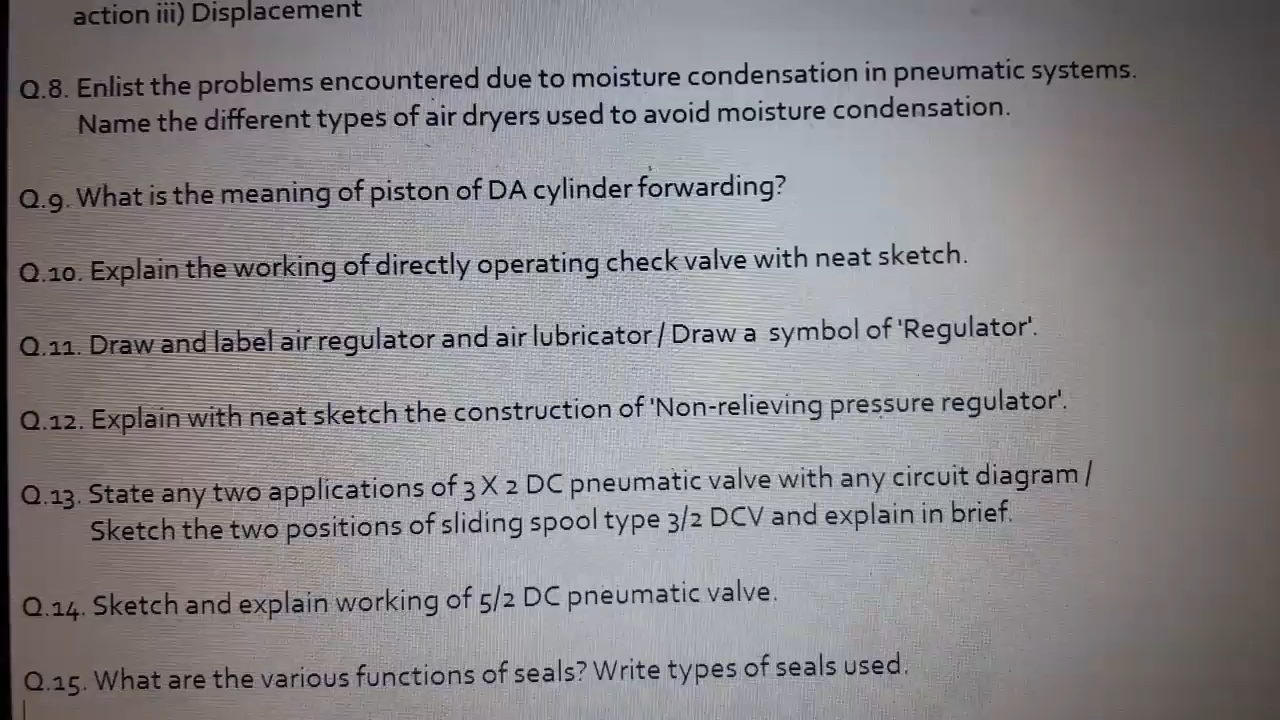 action iii) Displacement
Q.8. Enlist the problems encountered due to moisture condensation in pneumatic systems.
Name the different types of air dryers used to avoid moisture condensation.
Q.9. What is the meaning of piston of DA cylinder forwarding?
Q.10. Explain the working of directly operating check valve with neat sketch.
Q.11. Draw and label air regulator and air lubricator / Draw a symbol of 'Regulator'.
Q.12. Explain with neat sketch the construction of 'Non-relieving pressure regulator'.
Q.13. State any two applications of 3 X 2 DC pneumatic valve with any circuit diagram /
Sketch the two positions of sliding spool type 3/2 DCV and explain in brief.
Q.14. Sketch and explain working of 5/2 DC pneumatic valve.
Q.15. What are the various functions of seals? Write types of seals used.